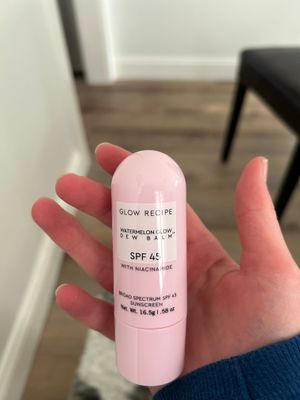 GLOW RECIPE
WATERMELON GLOW
DEW BALM
SPF 45
WITH NIACINAMIDE
BROAD SPECTRUM SPF 45
SUNSCREEN
Net. Wt. 16.5g | .58 oz